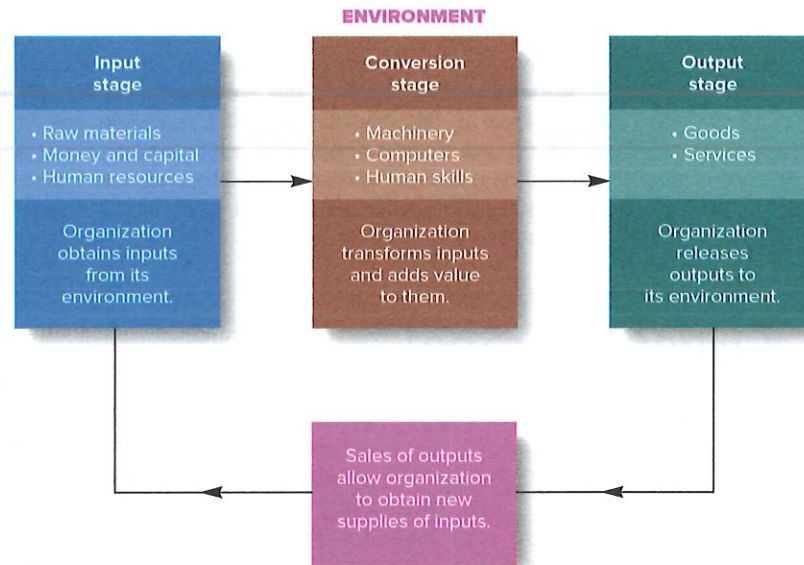 ENVIRONMENT
Input
stage
• Raw materials
• Money and capital
• Human resources
Organization
obtains inputs
from its
environment.
Conversion
stage
• Machinery
• Computers
• Human skills
Organization
transforms inputs
and adds value
to them.
Output
stage
• Goods
• Services
Organization
releases
outputs to
its environment.
Sales of outputs
allow organization
to obtain new
supplies of inputs.